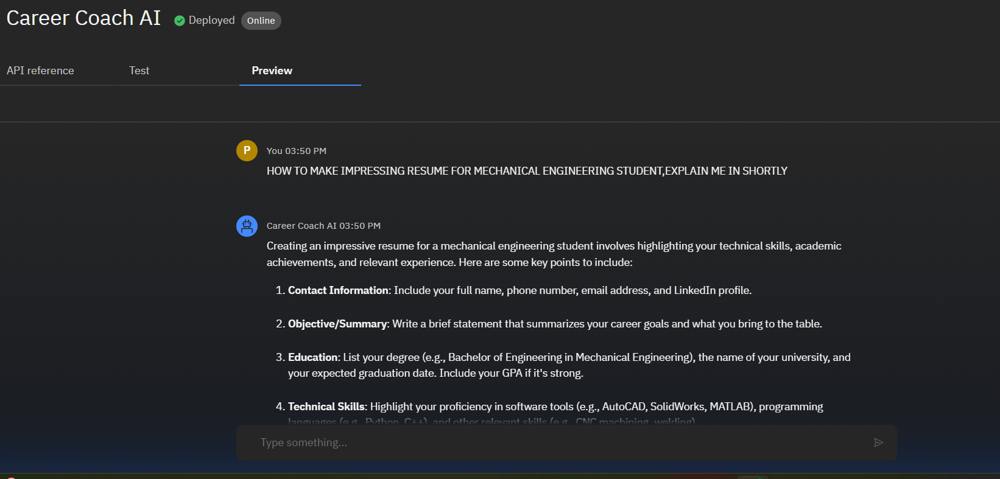 Career Coach AI Deployed Online
API reference Test Preview
P You 03:50 PM
HOW TO MAKE IMPRESSING RESUME FOR MECHANICAL ENGINEERING STUDENT,EXPLAIN ME IN SHORTLY
Career Coach AI 03:50 PM
Creating an impressive resume for a mechanical engineering student involves highlighting your technical skills, academic
achievements, and relevant experience. Here are some key points to include:
1. Contact Information: Include your full name, phone number, email address, and LinkedIn profile.
2. Objective/Summary: Write a brief statement that summarizes your career goals and what you bring to the table.
3. Education: List your degree (e.g., Bachelor of Engineering in Mechanical Engineering), the name of your university, and
your expected graduation date. Include your GPA if it's strong.
4. Technical Skills: Highlight your proficiency in software tools (e.g., AutoCAD, SolidWorks, MATLAB), programming
languages (e.g., Python, C++), and other relevant skills (e.g., CNC machining, welding).
Type something...